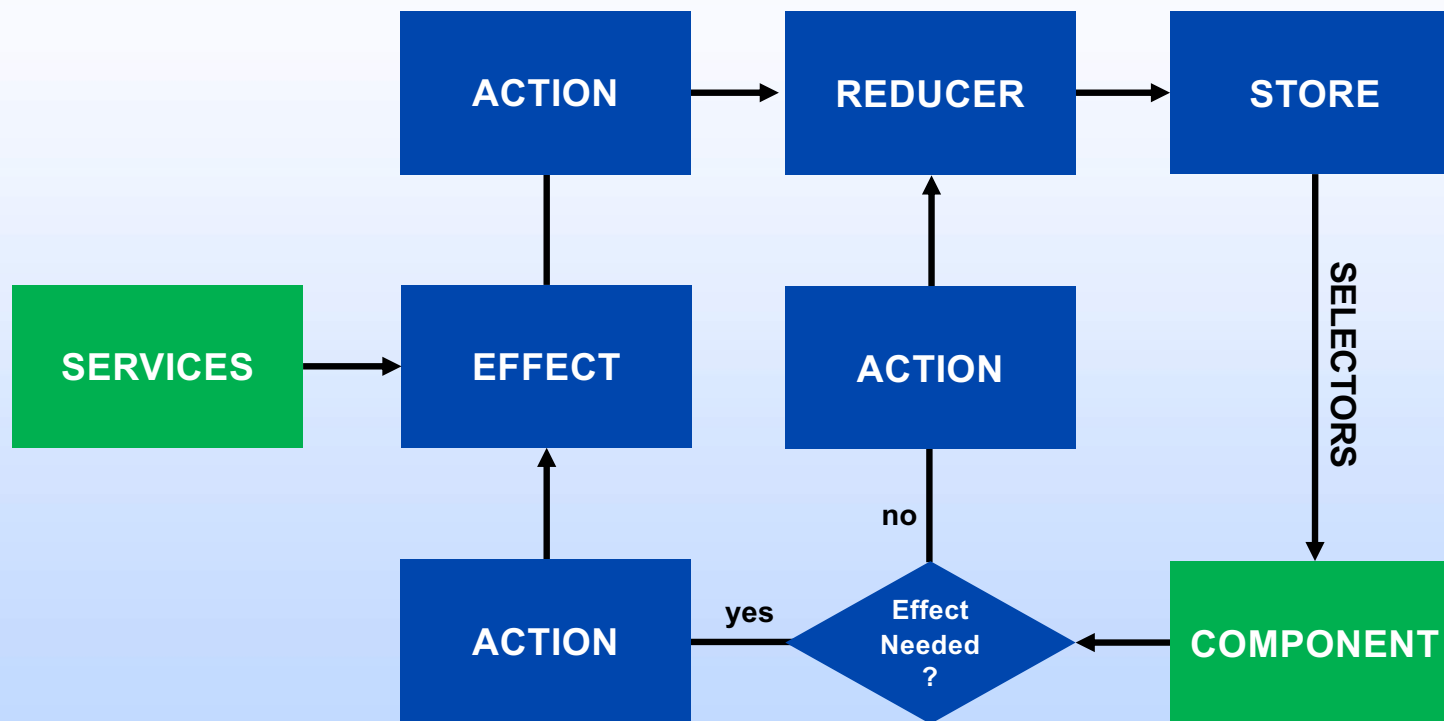 ACTION
REDUCER
STORE
SELECTORS
SERVICES
EFFECT
ACTION
no
yes
ACTION
Effect
Needed
?
COMPONENT